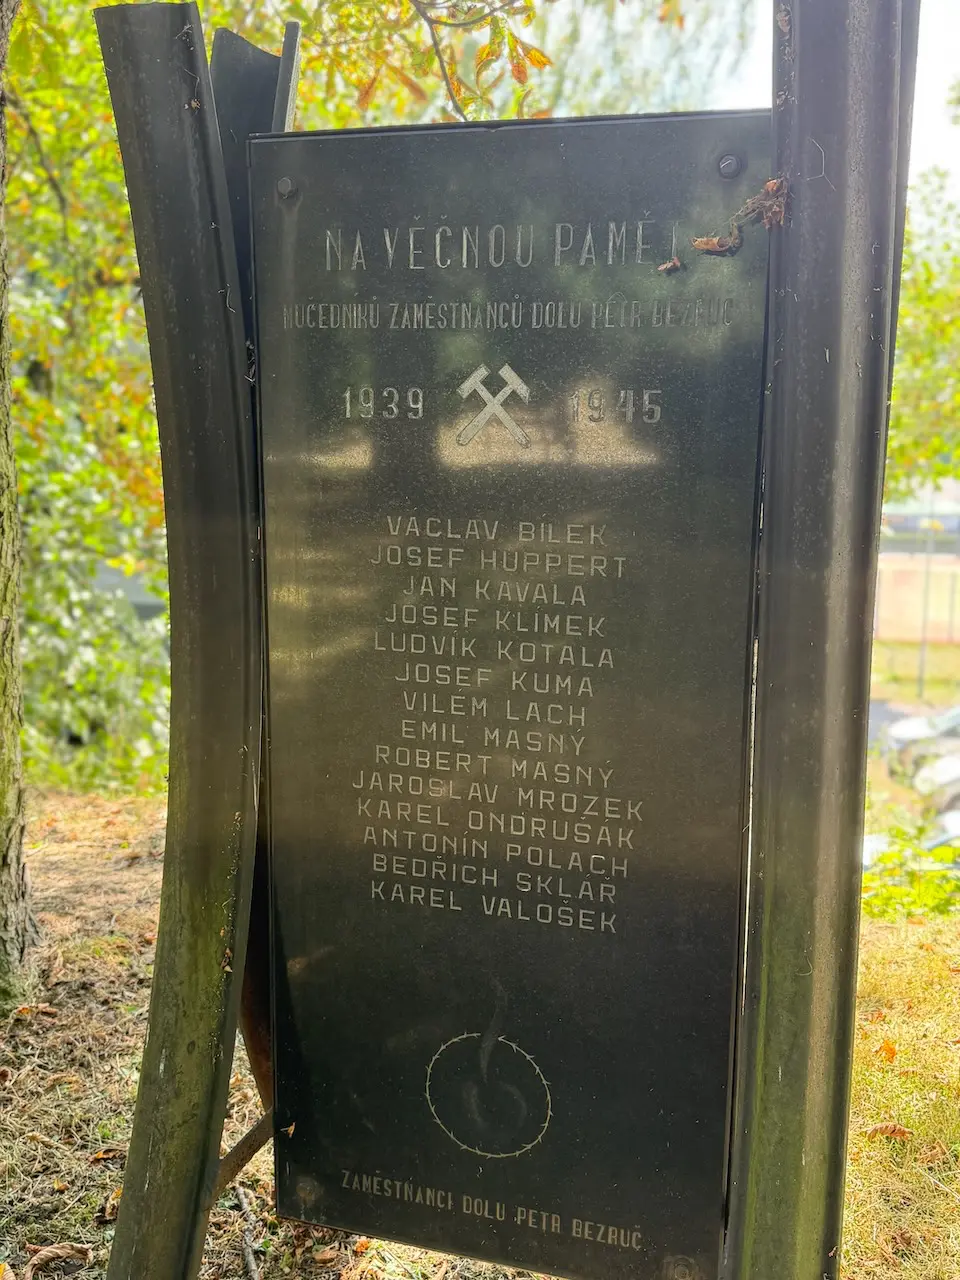 NA VĚČNOU PAMĚŤ
MUČEDNÍKŮ ZAMĚSTNANCŮ DOLU PETR BEZRUČ
1939 1945
VÁCLAV BÍLEK
JOSEF HUPPERT
JAN KAVALA
JOSEF KLÍMEK
LUDVÍK KOTALA
JOSEF KUMA
VILÉM LACH
EMIL MASNÝ
ROBERT MASNÝ
JAROSLAV MROZEK
KAREL ONDRUŠÁK
ANTONÍN POLACH
BEDŘICH SKLÁŘ
KAREL VALOŠEK
ZAMĚSTNANCI DOLU PETR BEZRUČ